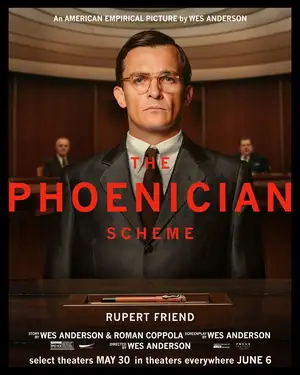 An AMERICAN EMPIRICAL PICTURE by WES ANDERSON
THE
PHOENICIAN
SCHEME
RUPERT FRIEND
STORY BY WES ANDERSON & ROMAN COPPOLA SCREENPLAY BY WES ANDERSON
DIRECTED BY WES ANDERSON
select theaters MAY 30 in theaters everywhere JUNE 6